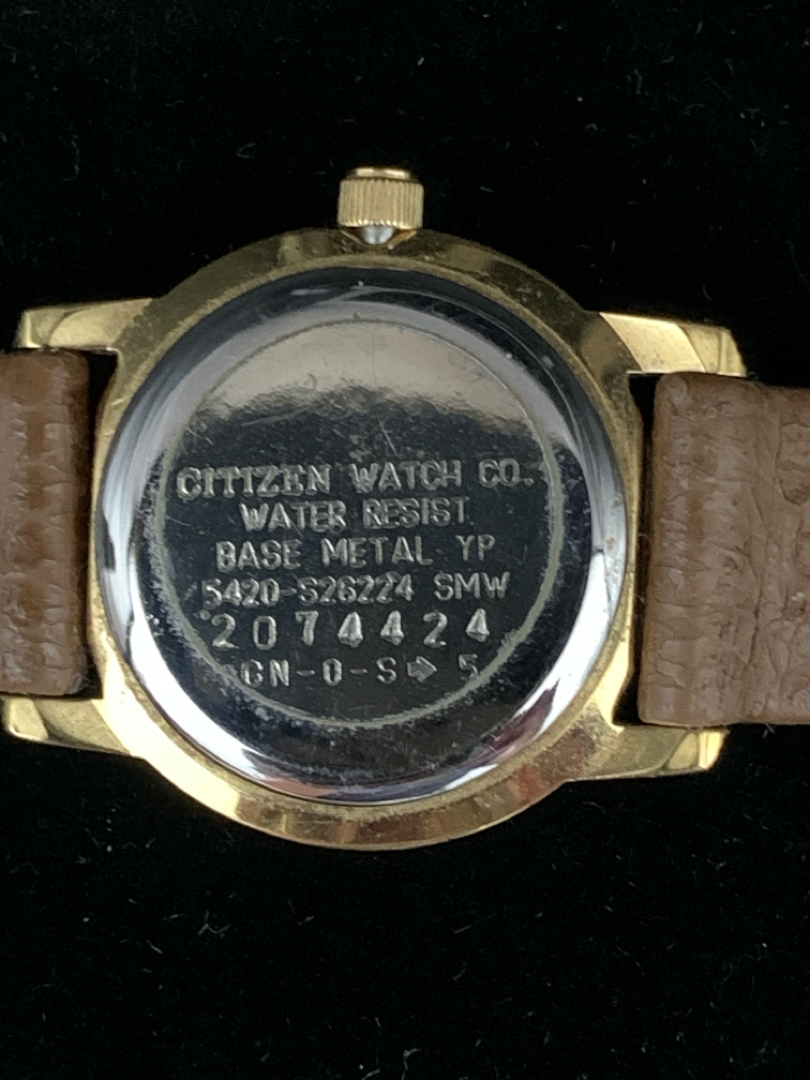 CITIZEN WATCH CO.
WATER RESIST
BASE METAL YP
5420-S26224 SMW
2074424
GN-0-S➩ 5